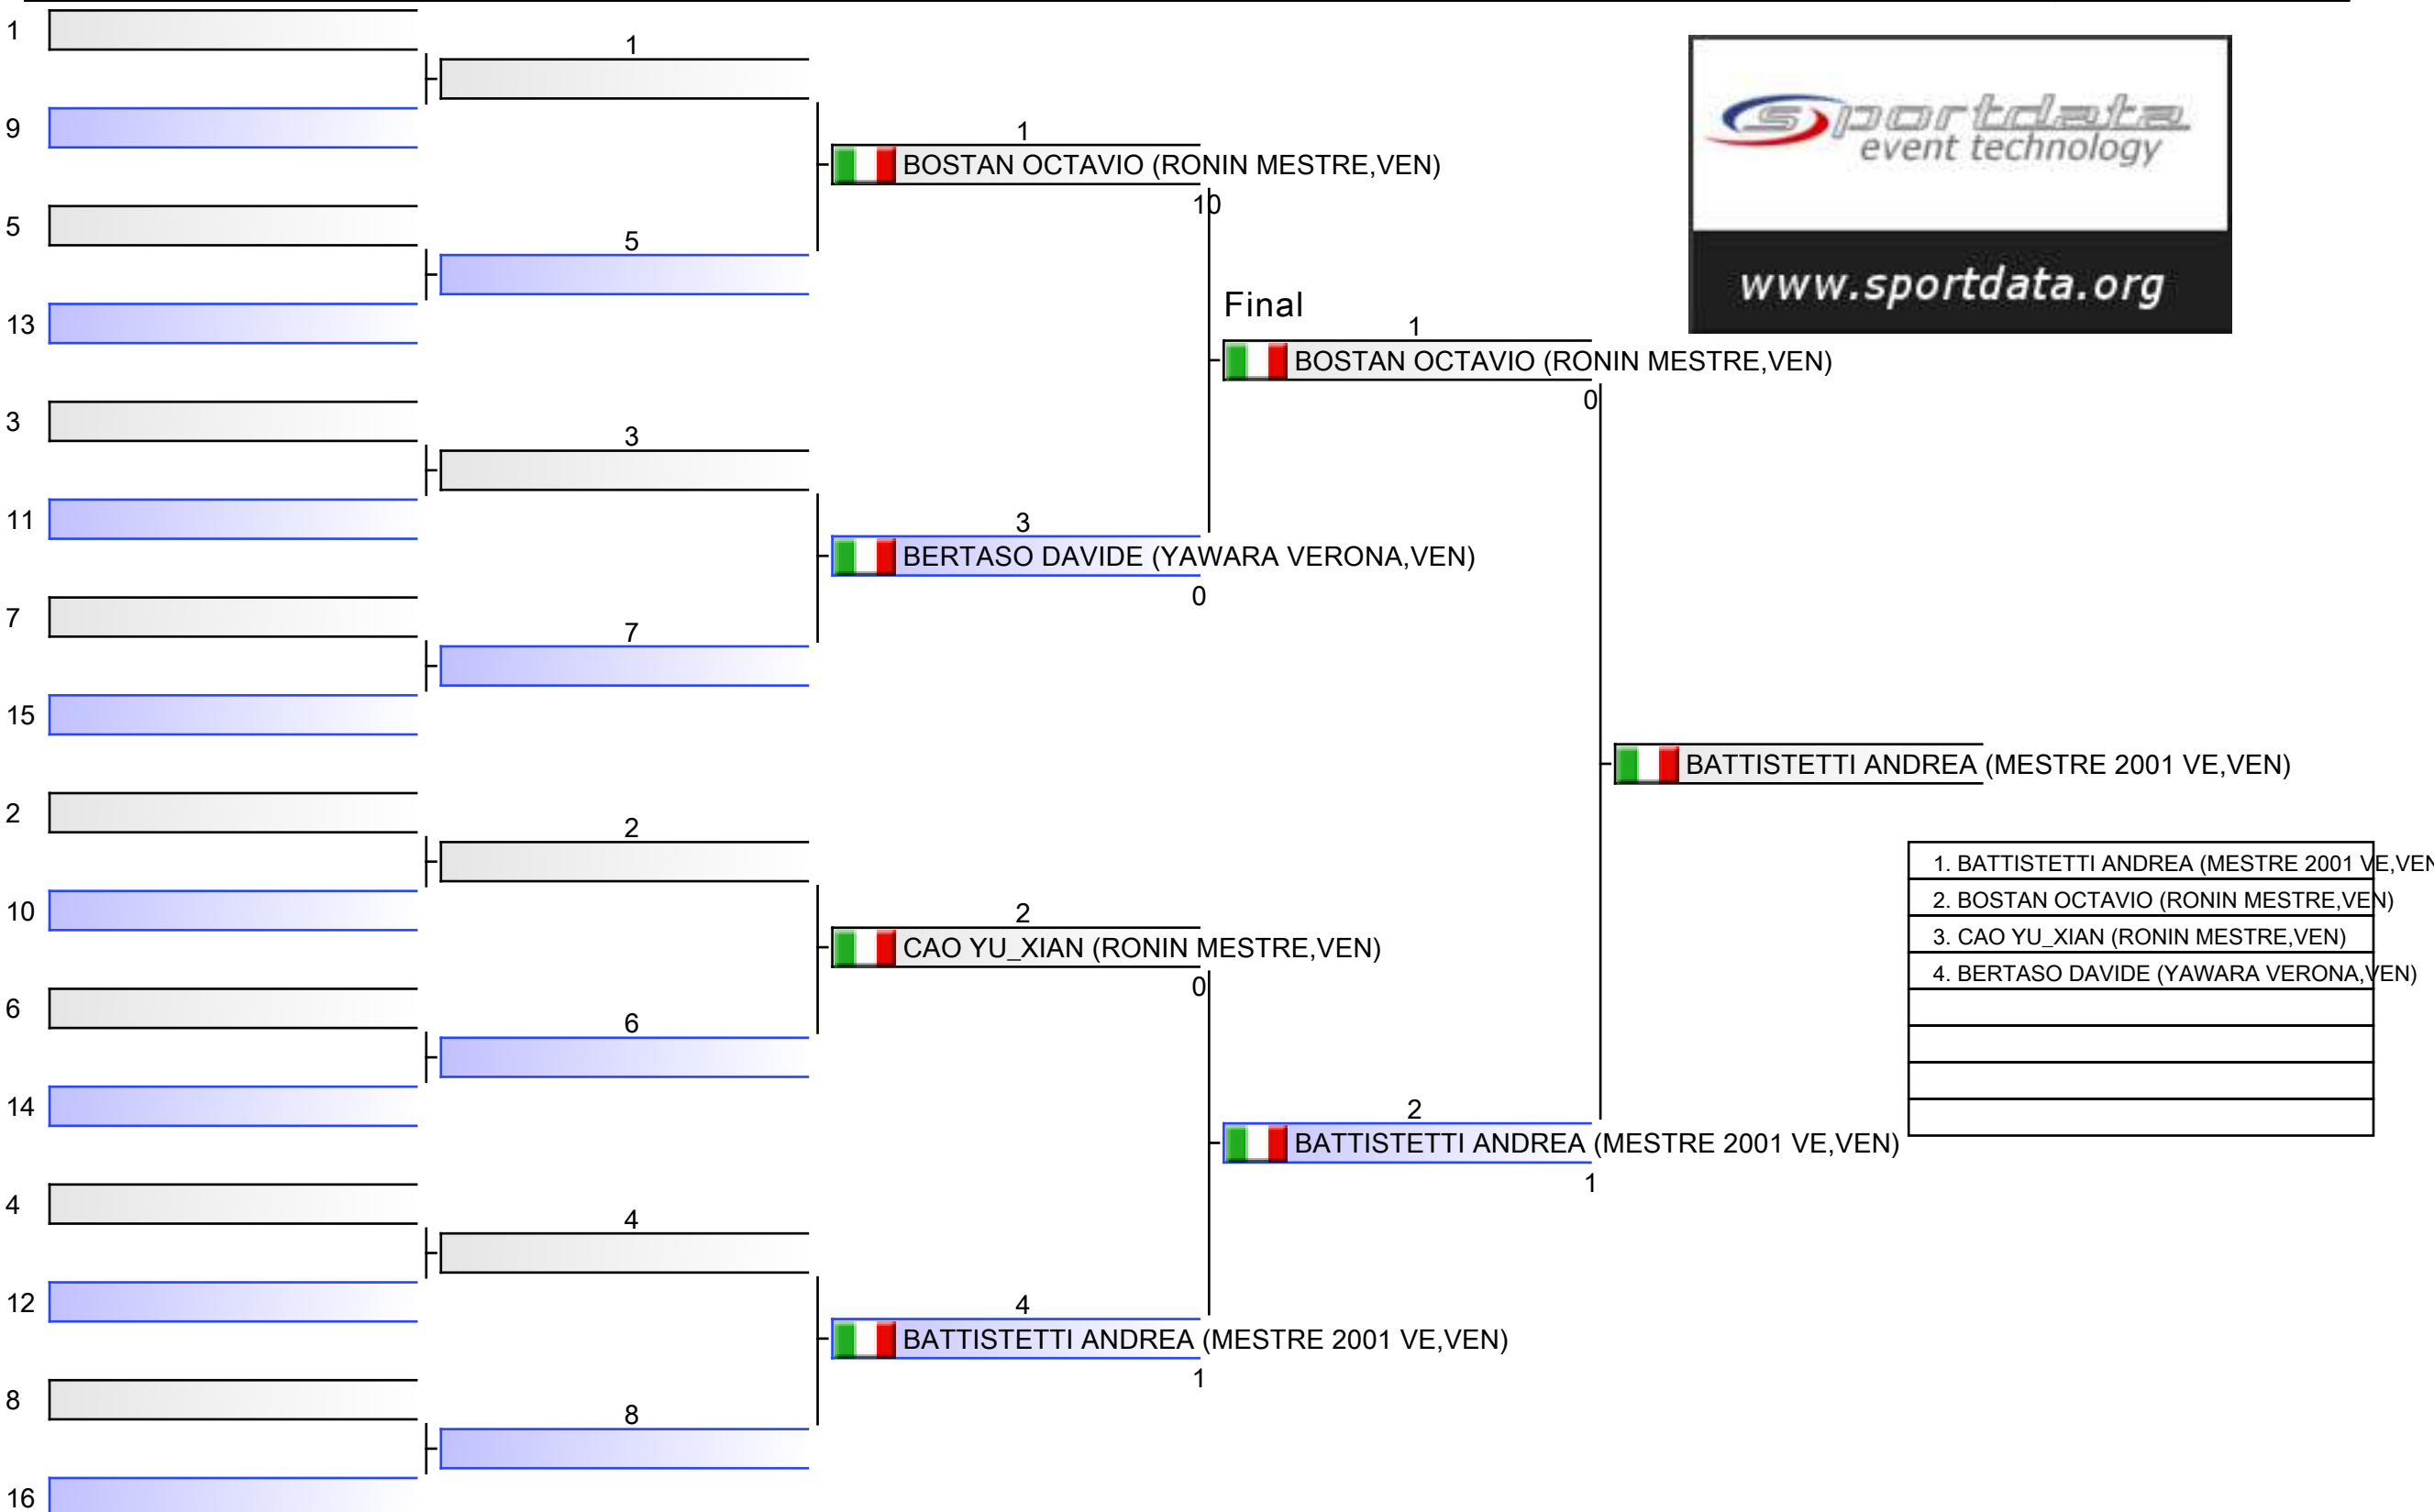 1
1
9
1
BOSTAN OCTAVIO (RONIN MESTRE,VEN)
10
5
5
13
Final
1
BOSTAN OCTAVIO (RONIN MESTRE,VEN)
0
3
3
11
3
BERTASO DAVIDE (YAWARA VERONA,VEN)
0
7
7
15
BATTISTETTI ANDREA (MESTRE 2001 VE,VEN)
2
2
10
2
CAO YU_XIAN (RONIN MESTRE,VEN)
0
6
6
14
2
BATTISTETTI ANDREA (MESTRE 2001 VE,VEN)
1
4
4
12
4
BATTISTETTI ANDREA (MESTRE 2001 VE,VEN)
1
8
8
16
sportdata
event technology
www.sportdata.org
1. BATTISTETTI ANDREA (MESTRE 2001 VE,VEN
2. BOSTAN OCTAVIO (RONIN MESTRE,VEN)
3. CAO YU_XIAN (RONIN MESTRE,VEN)
4. BERTASO DAVIDE (YAWARA VERONA,VEN)